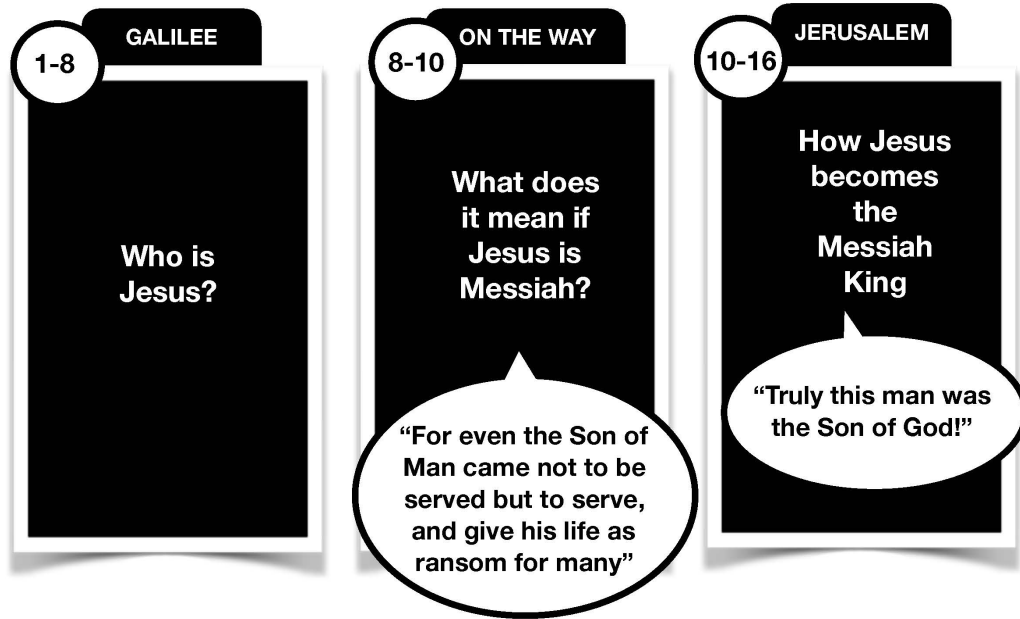 GALILEE
1-8
Who is
Jesus?
ON THE WAY
8-10
What does
it mean if
Jesus is
Messiah?
“For even the Son of
Man came not to be
served but to serve,
and give his life as
ransom for many”
JERUSALEM
10-16
How Jesus
becomes
the
Messiah
King
“Truly this man was
the Son of God!”